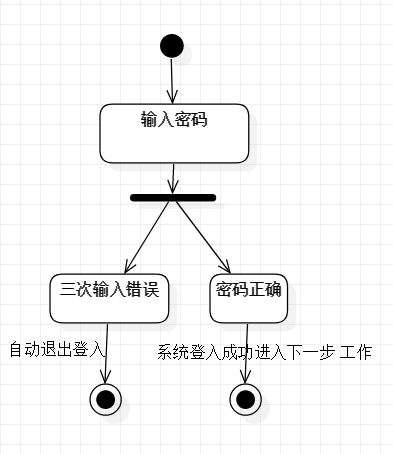 输入密码
三次输入错误
密码正确
自动退出登入
系统登入成功进入下一步 工作